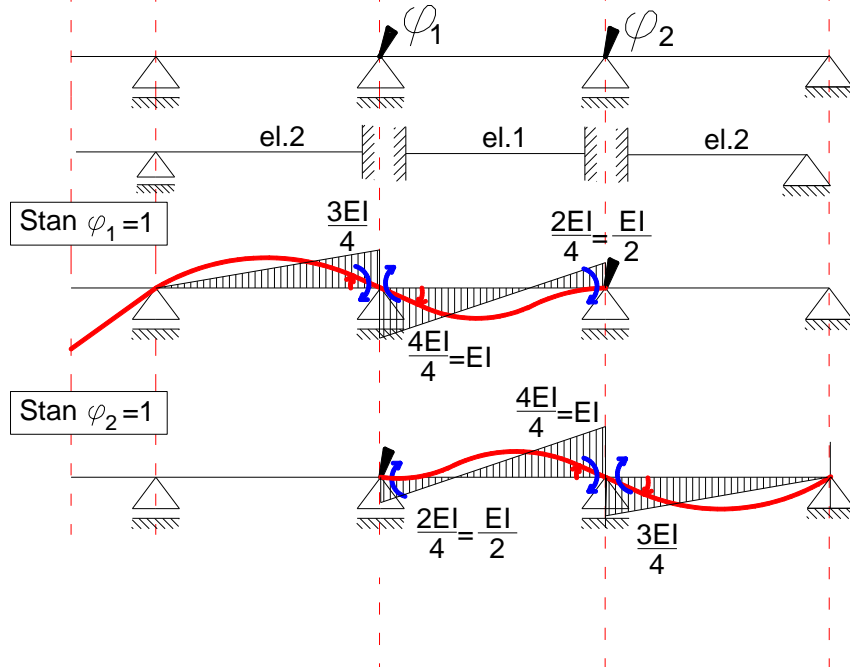 φ1 φ2
el.2 el.1 el.2
Stan φ1=1
3EI/4
2EI/4=EI/2
4EI/4=EI
Stan φ2=1
4EI/4=EI
2EI/4=EI/2
3EI/4